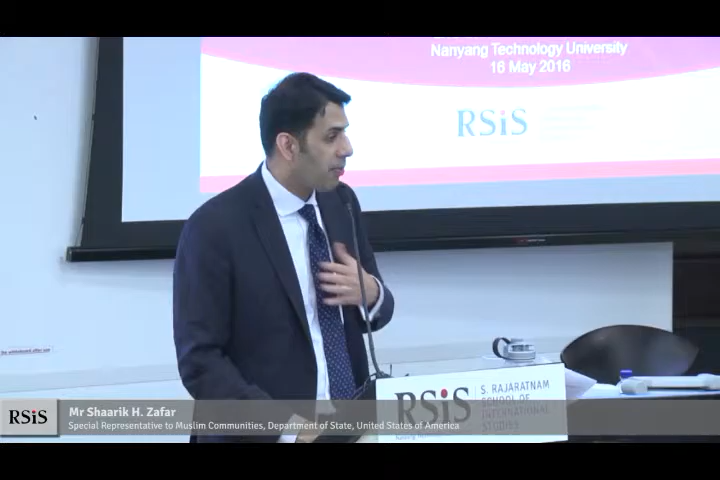 Nanyang Technology University
16 May 2016
RSiS
RSiS
S. RAJARATNAM
SCHOOL OF
INTERNATIONAL
STUDIES
RSiS
Mr Shaarik H. Zafar
Special Representative to Muslim Communities, Department of State, United States of America